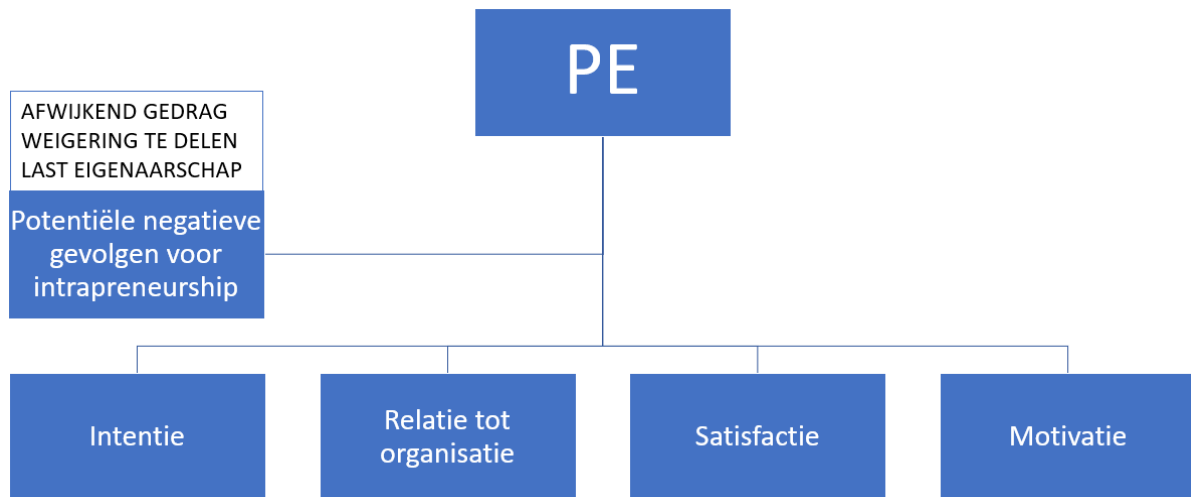 PE
AFWIJKEND GEDRAG
WEIGERING TE DELEN
LAST EIGENAARSCHAP
Potentiële negatieve
gevolgen voor
intrapreneurship
Intentie
Relatie tot
organisatie
Satisfactie
Motivatie